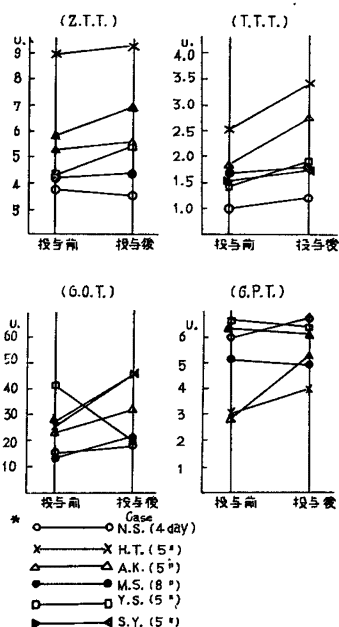 (Z.T.T.)
U.
9
8
7
6
5
4
3
投与前 投与後
(T.T.T.)
U.
4.0
3.5
3.0
2.5
2.0
1.5
1.0
投与前 投与後
(G.O.T.)
U.
60
50
40
30
20
10
投与前 投与後
(G.P.T.)
U.
6
5
4
3
2
1
投与前 投与後
* Case
N.S. (4 day)
H.T. (5 〃)
A.K. (5 〃)
M.S. (8 〃)
Y.S. (5 〃)
S.Y. (5 〃)